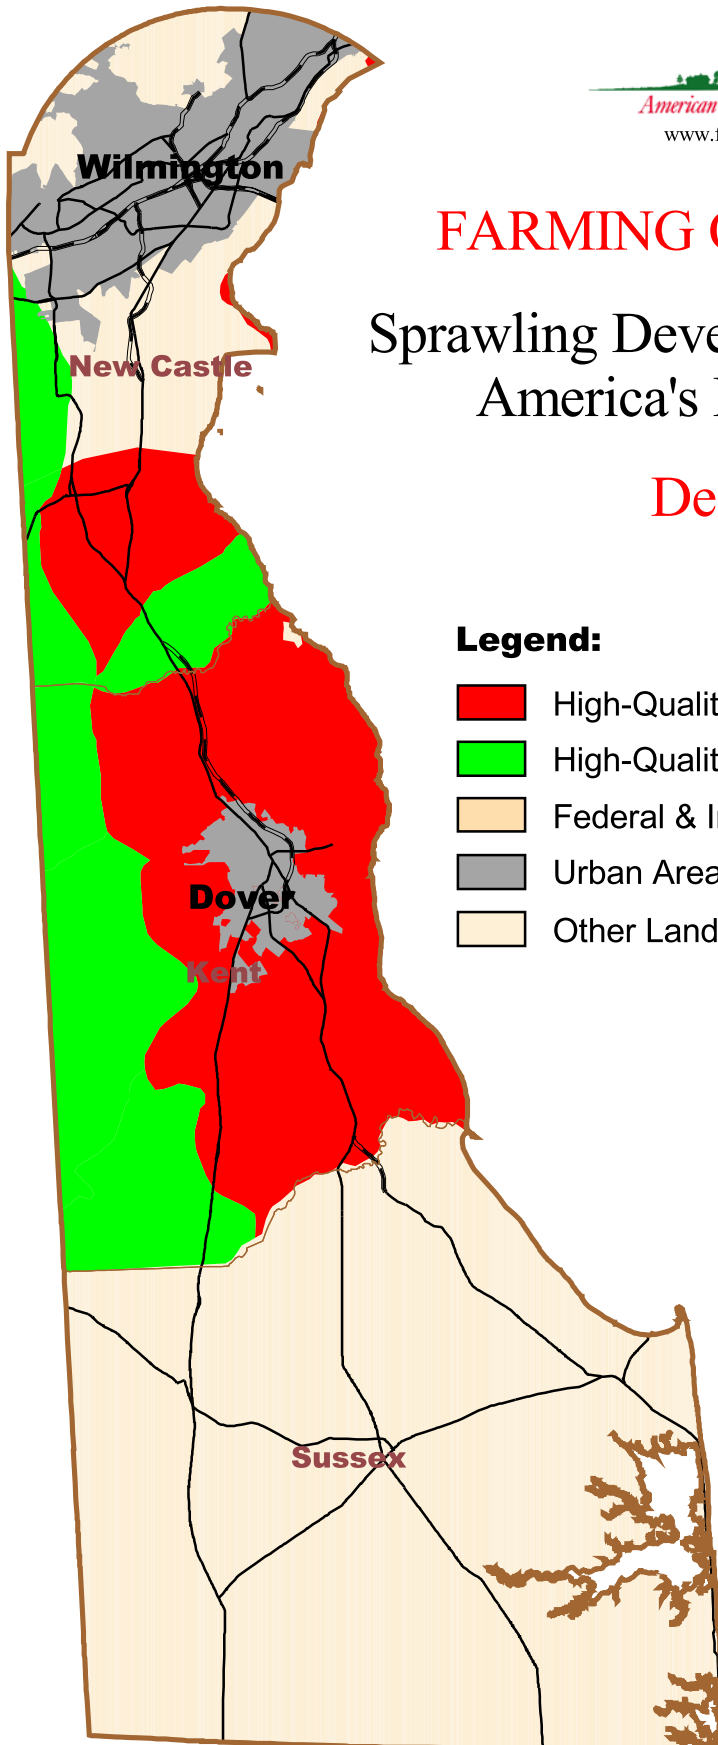 American
www.f
FARMING
Sprawling Deve
America's
De
Legend:
High-Qualit
High-Qualit
Federal & I
Urban Area
Other Land
Wilmington
New Castle
Dover
Kent
Sussex